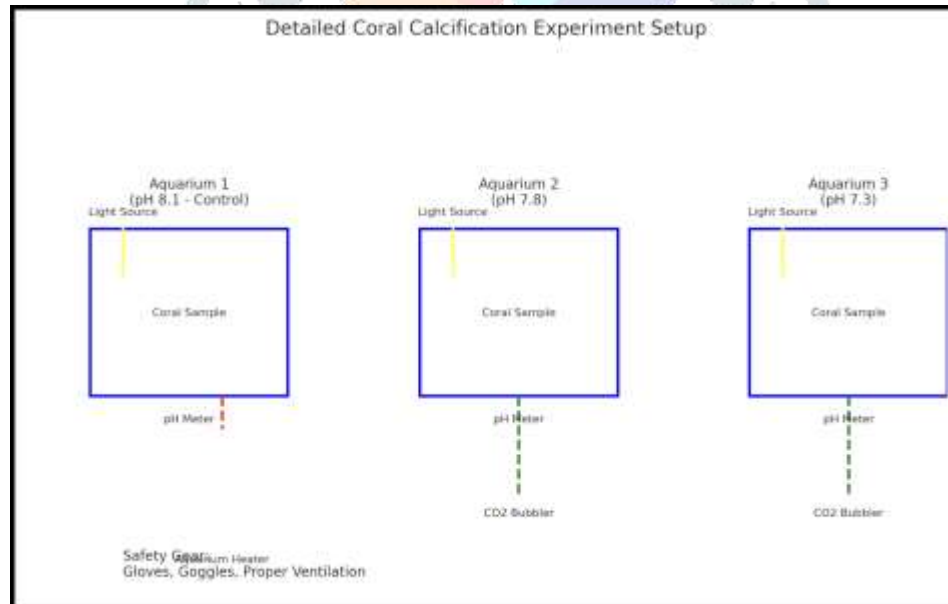 Detailed Coral Calcification Experiment Setup
Aquarium 1
(pH 8.1 - Control)
Light Source
Coral Sample
pH Meter
Aquarium 2
(pH 7.8)
Light Source
Coral Sample
pH Meter
CO2 Bubbler
Aquarium 3
(pH 7.3)
Light Source
Coral Sample
pH Meter
CO2 Bubbler
Safety Gear:
Aquarium Heater
Gloves, Goggles, Proper Ventilation